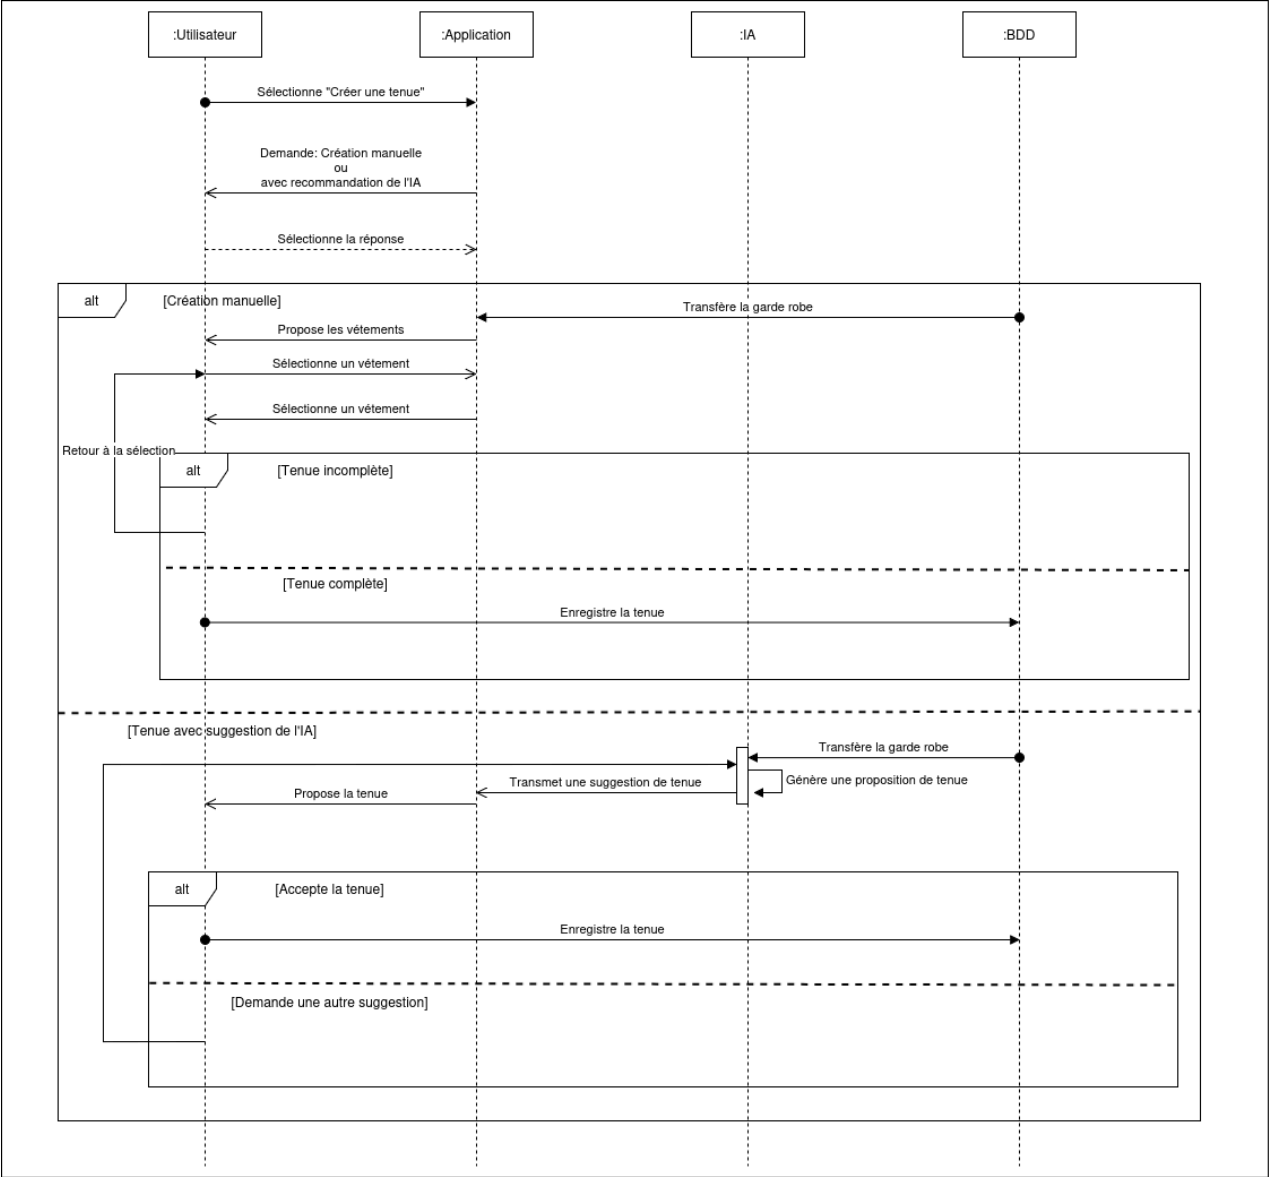 :Utilisateur
:Application
:IA
:BDD
Sélectionne "Créer une tenue"
Demande: Création manuelle
ou
avec recommandation de l'IA
Sélectionne la réponse
alt
[Création manuelle]
Transfère la garde robe
Propose les vétements
Sélectionne un vétement
Sélectionne un vétement
Retour à la sélection
alt
[Tenue incomplète]
[Tenue complète]
Enregistre la tenue
[Tenue avec suggestion de l'IA]
Transfère la garde robe
Génère une proposition de tenue
Transmet une suggestion de tenue
Propose la tenue
alt
[Accepte la tenue]
Enregistre la tenue
[Demande une autre suggestion]